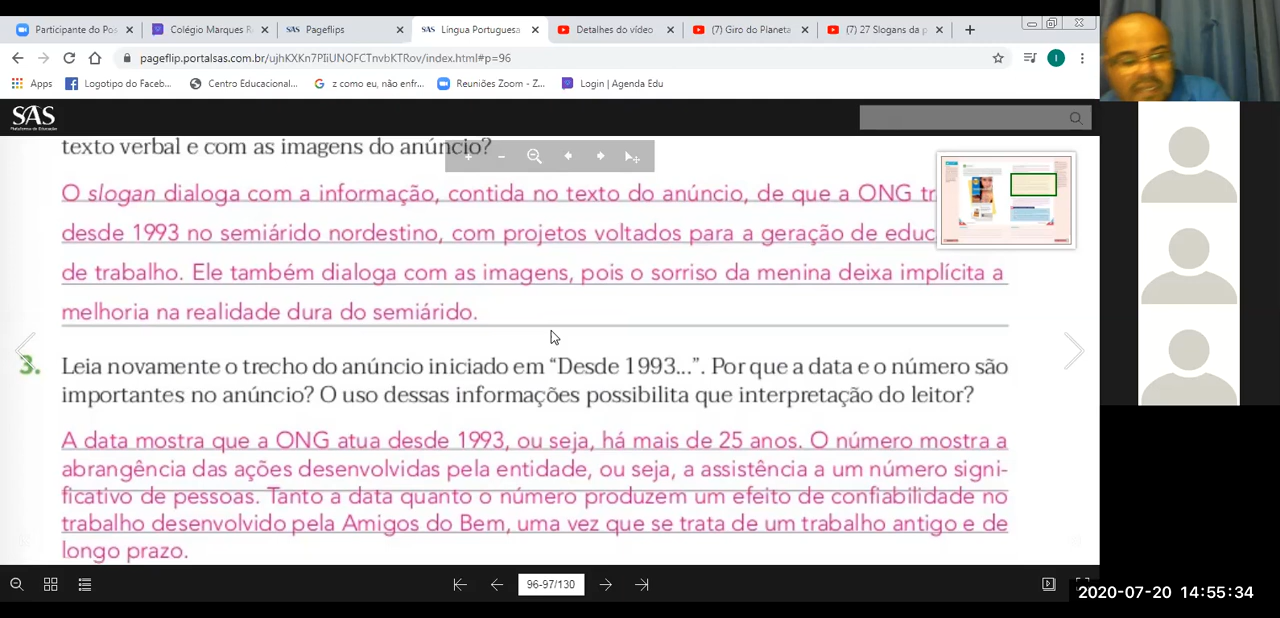 Participante do Pos
Colégio Marques R
SAS Pageflips
SAS Língua Portuguesa
Detalhes do vídeo
(7) Giro do Planeta
(7) 27 Slogans da p
pageflip.portalsas.com.br/ujhKXKn7PTiUNOFCTnvbKTRov/index.html#p=96
I
Apps
Logotipo do Faceb...
Centro Educacional...
z como eu, não enfr...
Reuniões Zoom - Z...
Login | Agenda Edu
SAS
Plataforma de Educação
texto verbal e com as imagens do anúncio?
O slogan dialoga com a informação, contida no texto do anúncio, de que a ONG
desde 1993 no semiárido nordestino, com projetos voltados para a geração de
de trabalho. Ele também dialoga com as imagens, pois o sorriso da menina deixa implícita a
melhoria na realidade dura do semiárido.
3. Leia novamente o trecho do anúncio iniciado em “Desde 1993...”. Por que a data e o número são
importantes no anúncio? O uso dessas informações possibilita que interpretação do leitor?
A data mostra que a ONG atua desde 1993, ou seja, há mais de 25 anos. O número mostra a
abrangência das ações desenvolvidas pela entidade, ou seja, a assistência a um número signi-
ficativo de pessoas. Tanto a data quanto o número produzem um efeito de confiabilidade no
trabalho desenvolvido pela Amigos do Bem, uma vez que se trata de um trabalho antigo e de
longo prazo.
96-97/130
2020-07-20 14:55:34